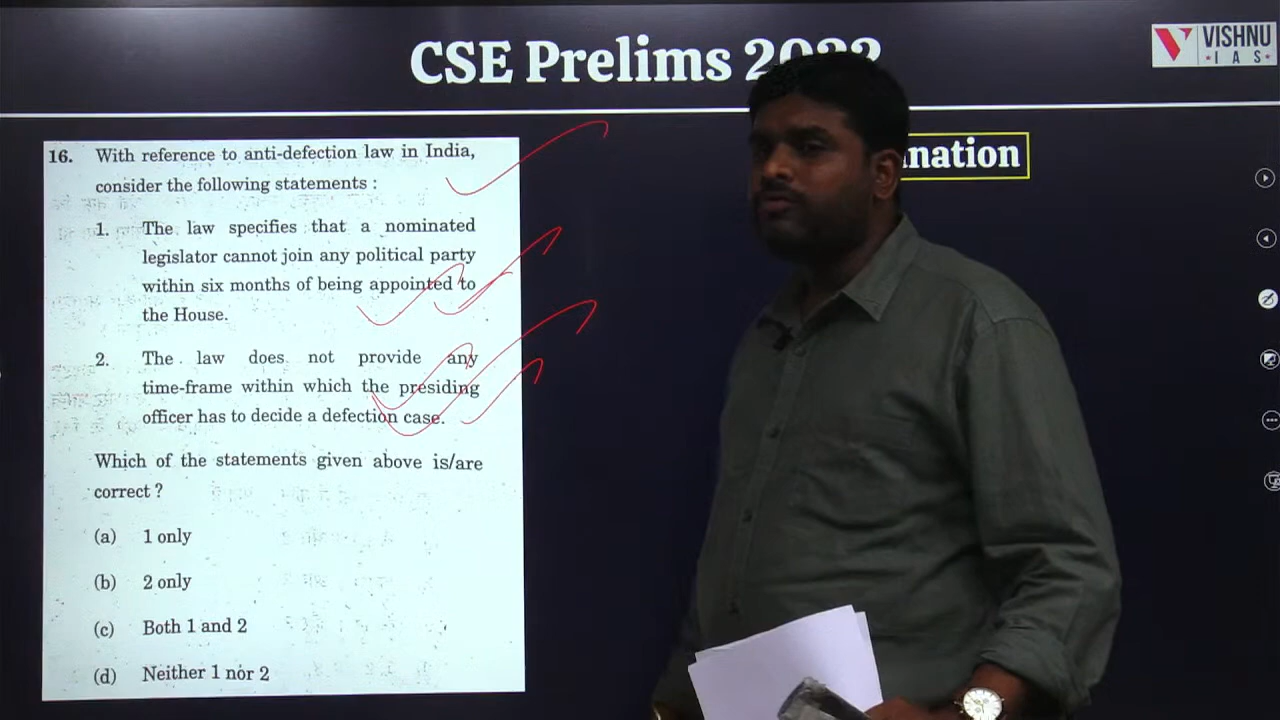 CSE Prelims 2022
VISHNU
IAS
nation
16. With reference to anti-defection law in India,
consider the following statements :
1. The law specifies that a nominated
legislator cannot join any political party
within six months of being appointed to
the House.
2. The law does not provide any
time-frame within which the presiding
officer has to decide a defection case.
Which of the statements given above is/are
correct ?
(a) 1 only
(b) 2 only
(c) Both 1 and 2
(d) Neither 1 nor 2